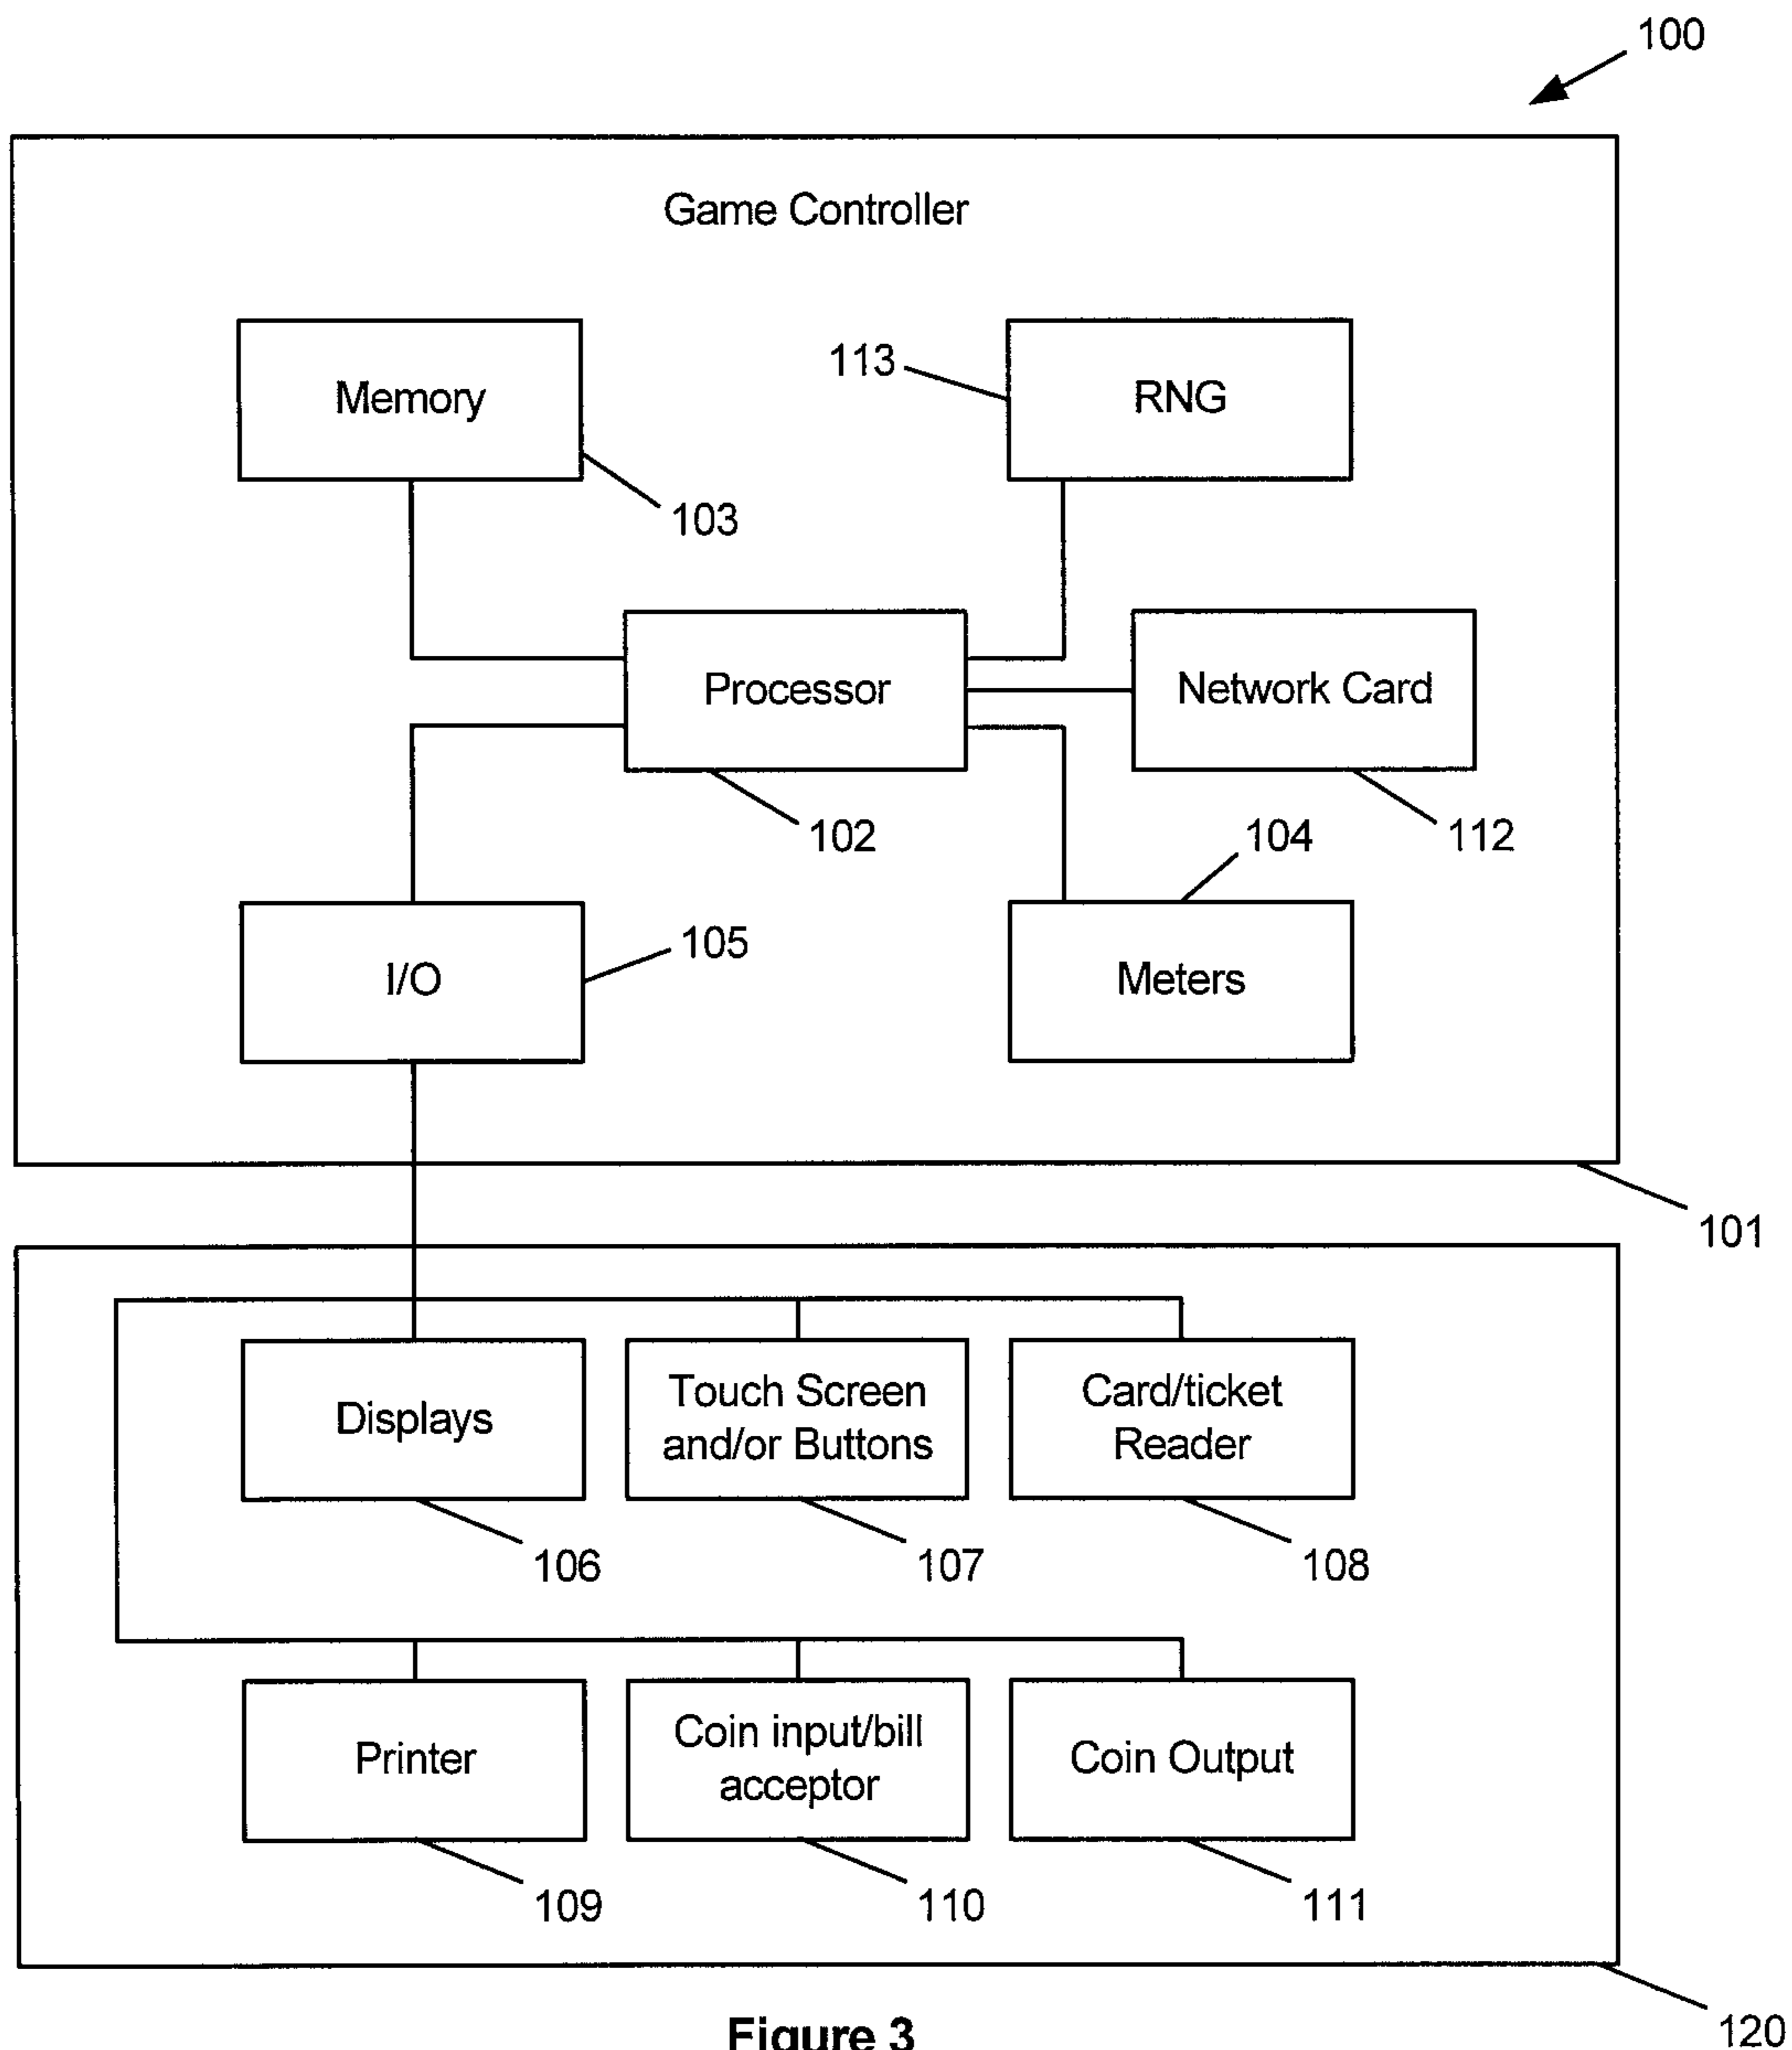 100
Game Controller
Memory
113
RNG
103
Processor
Network Card
102
104
112
I/O
105
Meters
101
Displays
Touch Screen
and/or Buttons
Card/ticket
Reader
106
107
108
Printer
Coin input/bill
acceptor
Coin Output
109
110
111
120
Figure 3